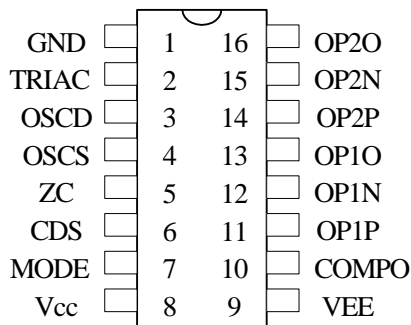 GND 1 16 OP2O
TRIAC 2 15 OP2N
OSCD 3 14 OP2P
OSCS 4 13 OP1O
ZC 5 12 OP1N
CDS 6 11 OP1P
MODE 7 10 COMPO
Vcc 8 9 VEE